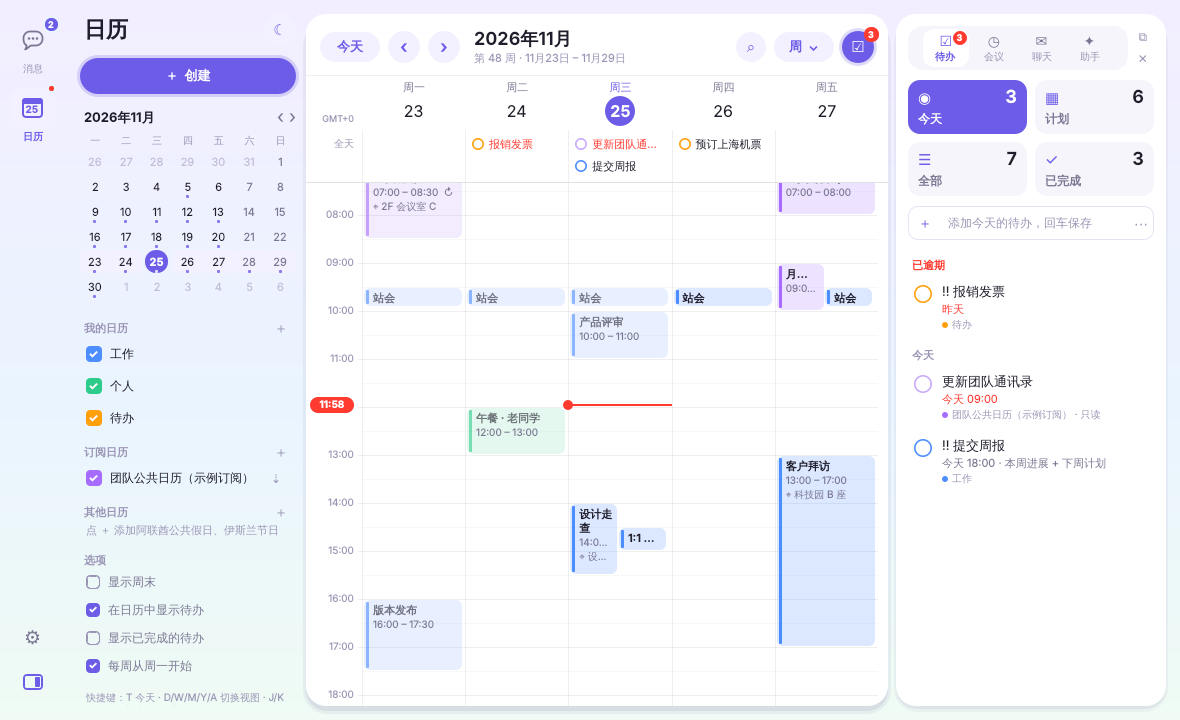 2
消息
25
日历
日历
＋ 创建
2026年11月
一 二 三 四 五 六 日
26 27 28 29 30 31 1
2 3 4 5 6 7 8
9 10 11 12 13 14 15
16 17 18 19 20 21 22
23 24 25 26 27 28 29
30 1 2 3 4 5 6
我的日历 ＋
工作
个人
待办
订阅日历 ＋
团队公共日历（示例订阅）
其他日历 ＋
点 ＋ 添加阿联酋公共假日、伊斯兰节日
选项
显示周末
在日历中显示待办
显示已完成的待办
每周从周一开始
快捷键：T 今天 · D/W/M/Y/A 切换视图 · J/K
今天
2026年11月
第 48 周 · 11月23日 – 11月29日
周
3
周一 周二 周三 周四 周五
GMT+0 23 24 25 26 27
全天
报销发票
更新团队通…
提交周报
预订上海机票
07:00 – 08:30
2F 会议室 C
07:00 – 08:00
08:00
09:00
月…
09:0…
站会
站会
站会
站会
站会
10:00
产品评审
10:00 – 11:00
11:00
11:58
午餐 · 老同学
12:00 – 13:00
13:00
客户拜访
13:00 – 17:00
科技园 B 座
14:00
设计走查
14:0…
设…
1:1 …
15:00
16:00
版本发布
16:00 – 17:30
17:00
18:00
3
待办
会议
聊天
助手
3
今天
6
计划
7
全部
3
已完成
＋ 添加今天的待办，回车保存 …
已逾期
!! 报销发票
昨天
待办
今天
更新团队通讯录
今天 09:00
团队公共日历（示例订阅） · 只读
!! 提交周报
今天 18:00 · 本周进展 + 下周计划
工作